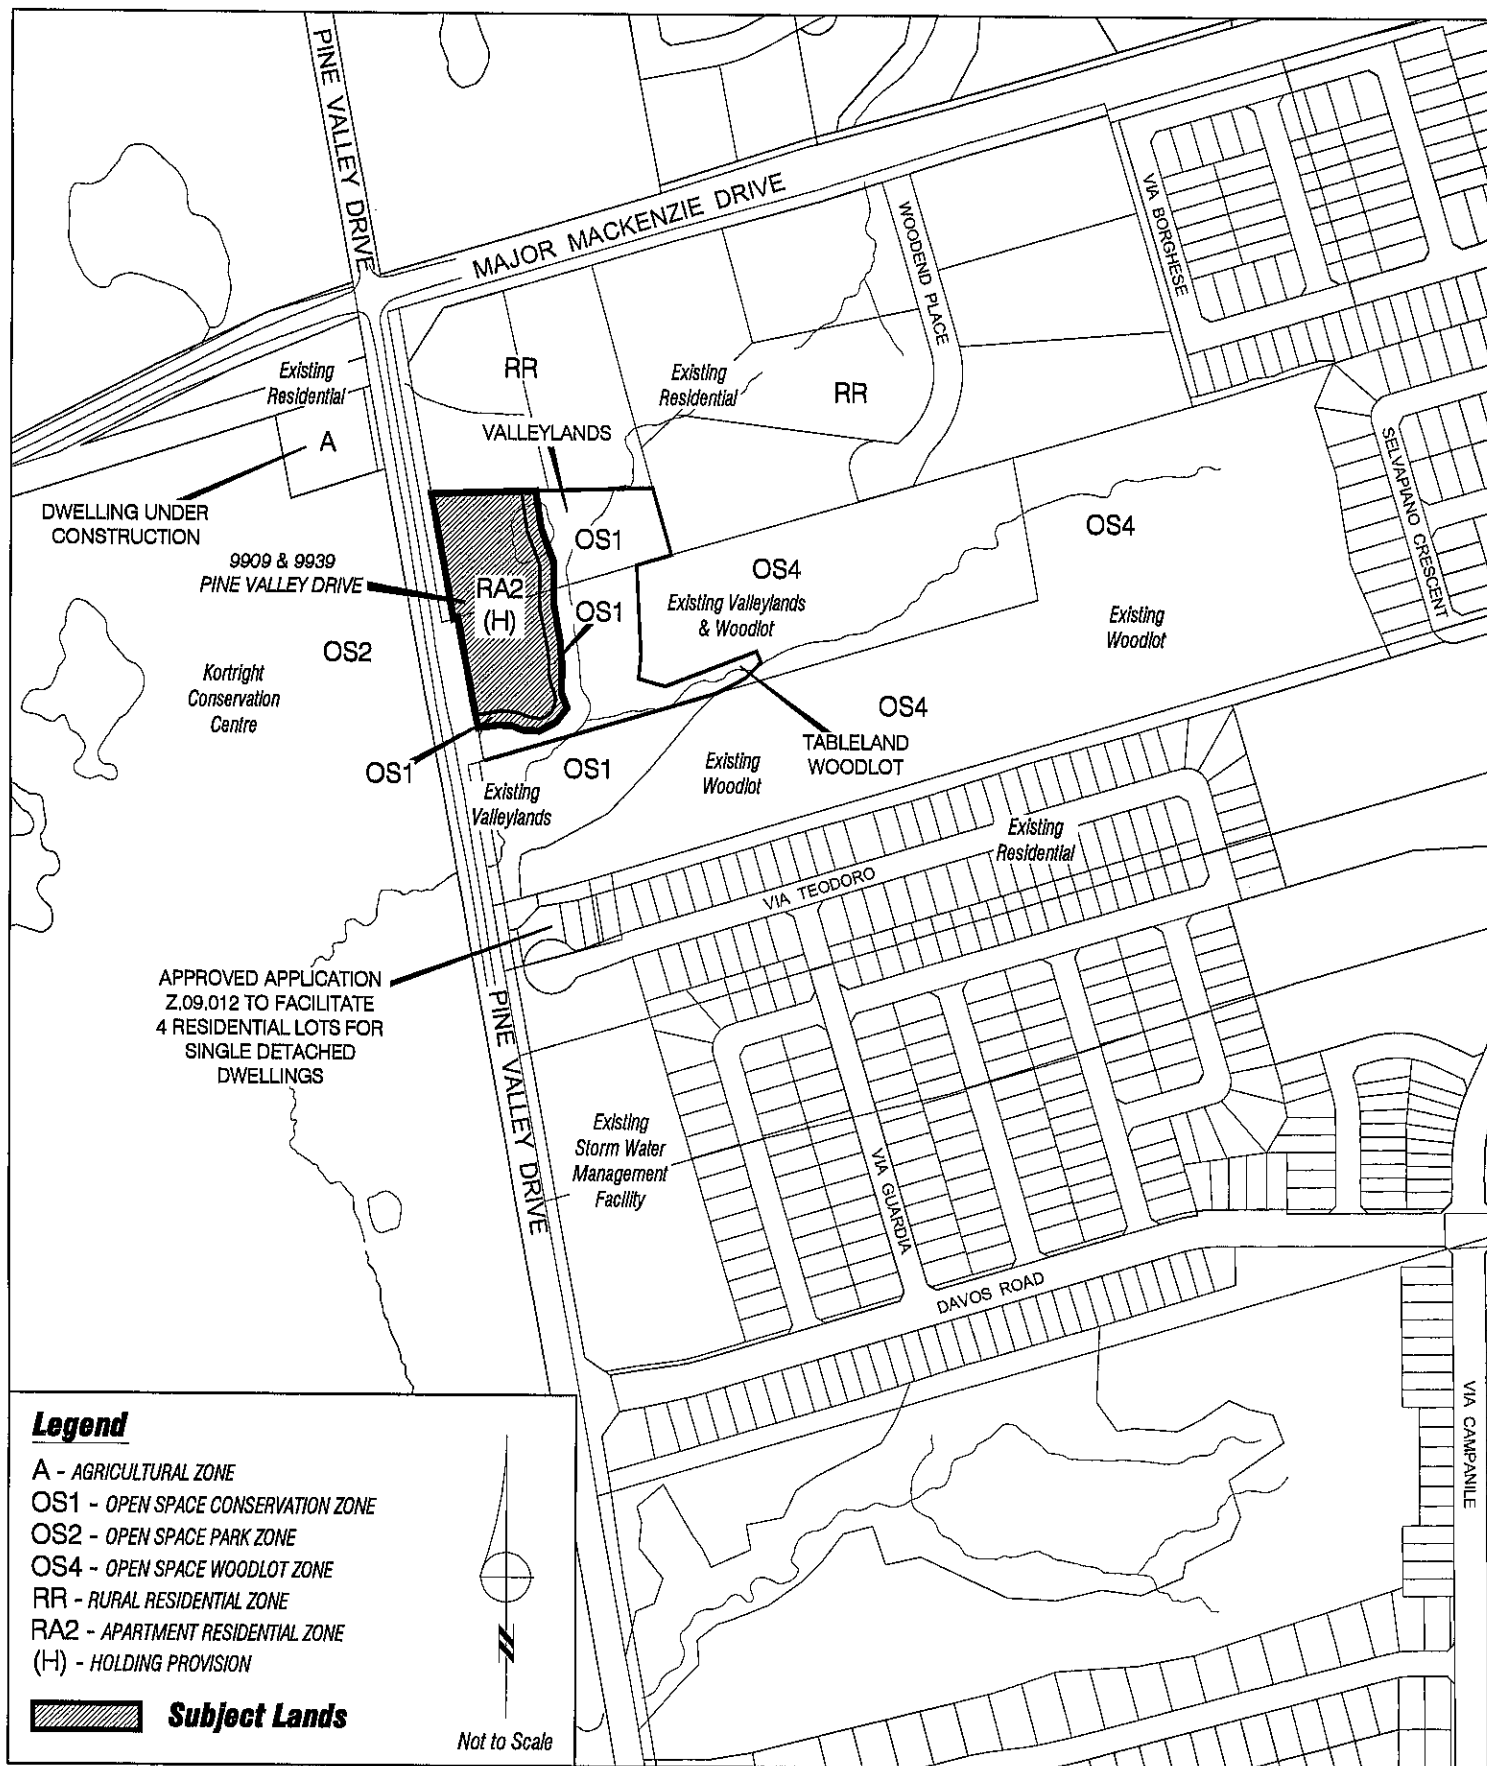 PINE VALLEY DRIVE
MAJOR MACKENZIE DRIVE
WOODEND PLACE
VIA BORGHESE
Existing
Residential
A
RR
Existing
Residential
RR
VALLEYLANDS
SELVAPIANO CRESCENT
DWELLING UNDER
CONSTRUCTION
9909 & 9939
PINE VALLEY DRIVE
RA2
(H)
OS1
OS1
OS4
Existing Valleylands
& Woodlot
OS4
Existing
Woodlot
OS2
Kortright
Conservation
Centre
OS1
OS1
OS4
TABLELAND
WOODLOT
Existing
Woodlot
Existing
Valleylands
Existing
Residential
VIA TEODORO
APPROVED APPLICATION
Z.09.012 TO FACILITATE
4 RESIDENTIAL LOTS FOR
SINGLE DETACHED
DWELLINGS
PINE VALLEY DRIVE
Existing
Storm Water
Management
Facility
VIA GUARDIA
DAVOS ROAD
VIA CAMPANILE
Legend
A - AGRICULTURAL ZONE
OS1 - OPEN SPACE CONSERVATION ZONE
OS2 - OPEN SPACE PARK ZONE
OS4 - OPEN SPACE WOODLOT ZONE
RR - RURAL RESIDENTIAL ZONE
RA2 - APARTMENT RESIDENTIAL ZONE
(H) - HOLDING PROVISION
Subject Lands
N
Not to Scale